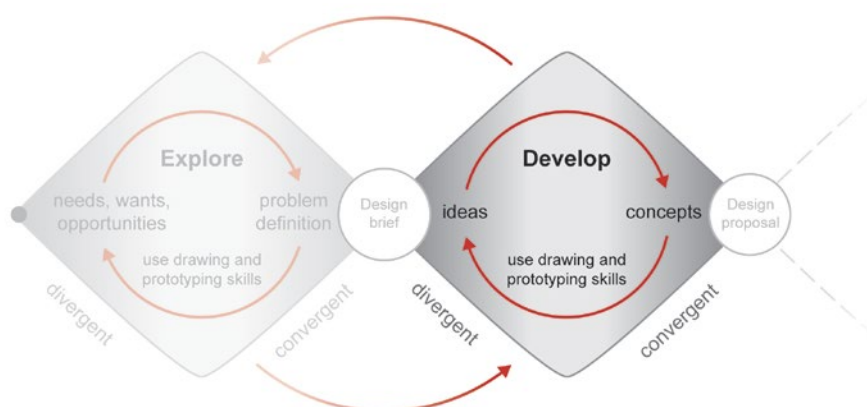 Explore
needs, wants,
opportunities
problem
definition
use drawing and
prototyping skills
divergent
convergent
Design
brief
Develop
ideas
concepts
use drawing and
prototyping skills
divergent
convergent
Design
proposal